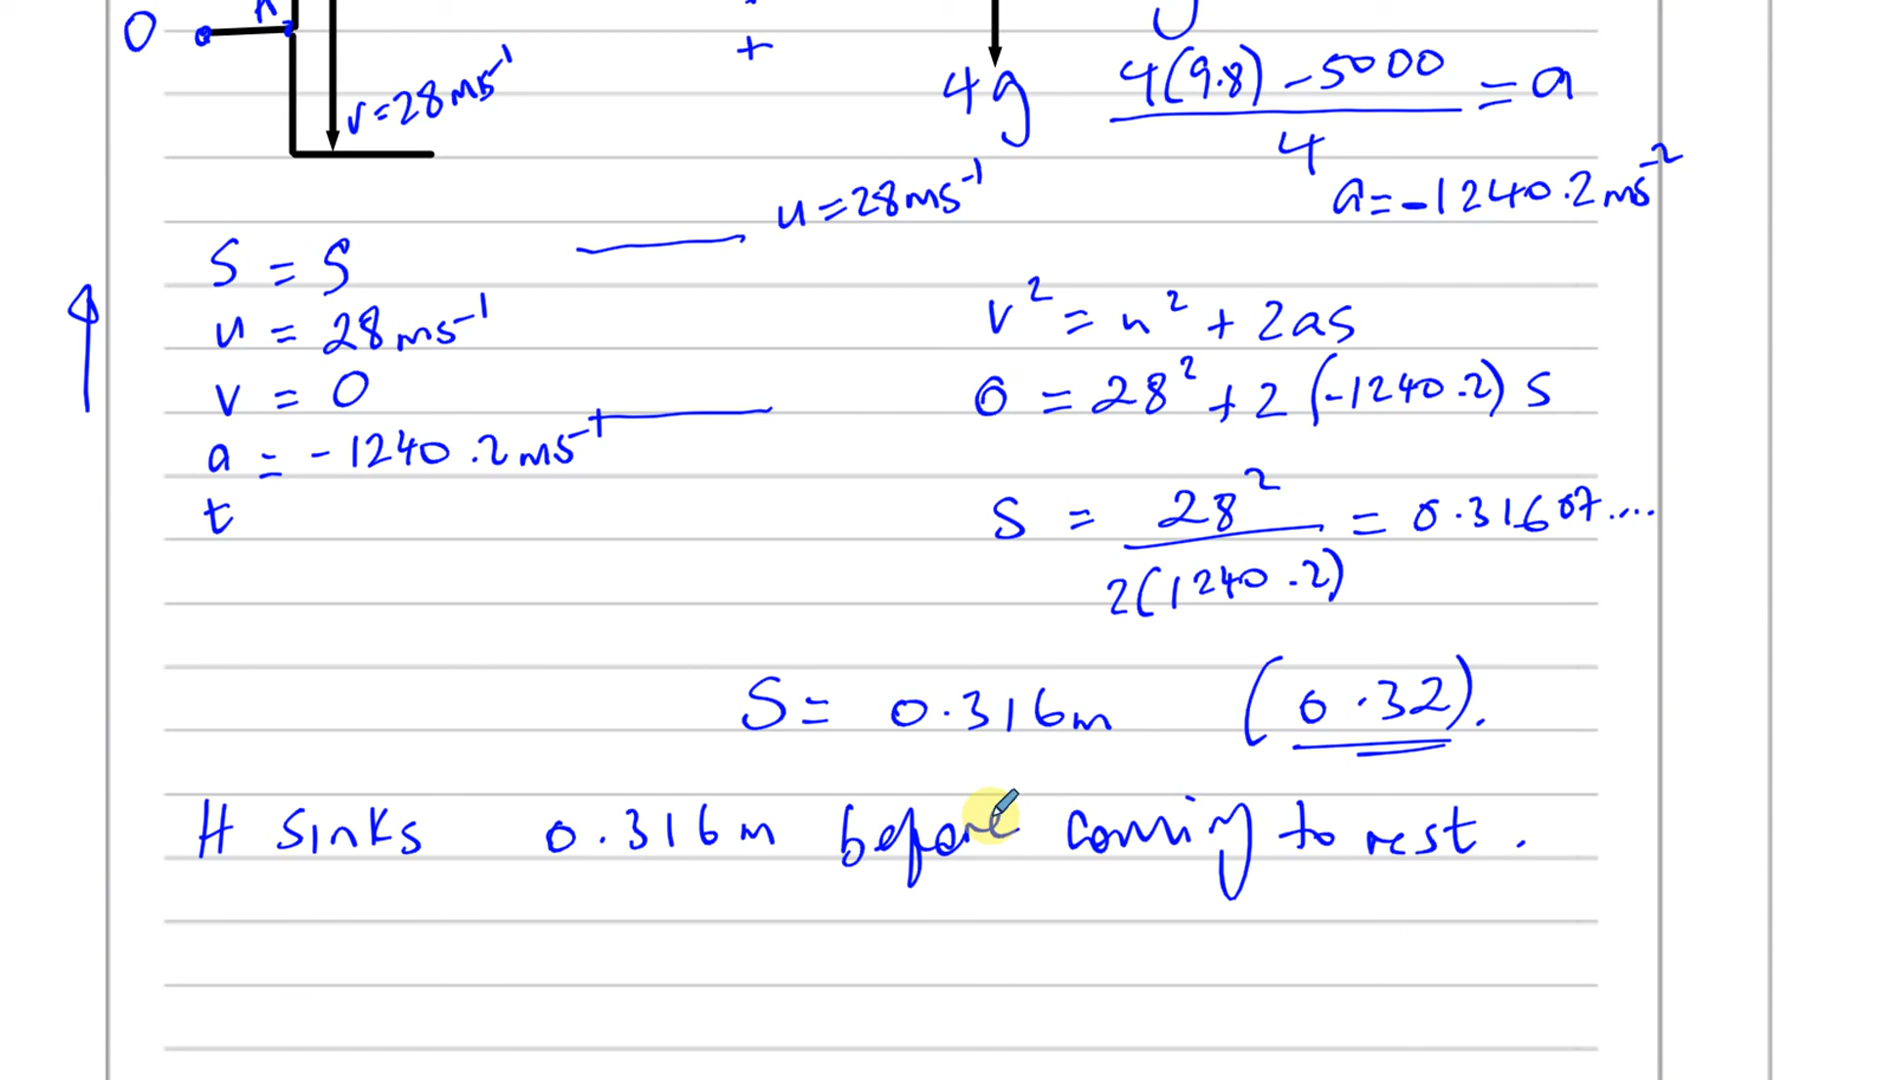 O
v=28ms⁻¹
+
4g
4(9.8) - 5000 / 4 = a
a = -1240.2 ms⁻²
u = 28ms⁻¹
S = S
u = 28ms⁻¹
v = 0
a = -1240.2ms⁻¹
t
v² = u² + 2as
0 = 28² + 2(-1240.2) S
S = 28² / 2(1240.2) = 0.31607....
S = 0.316m (0.32).
H sinks 0.316m before coming to rest.